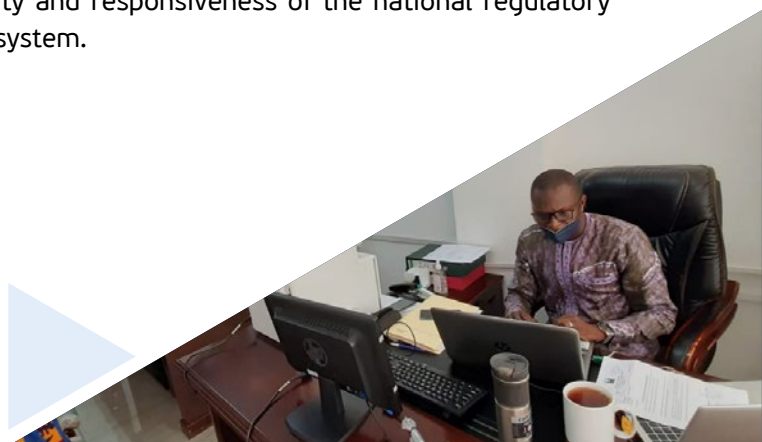 ty and responsiveness of the national regulatory
system.